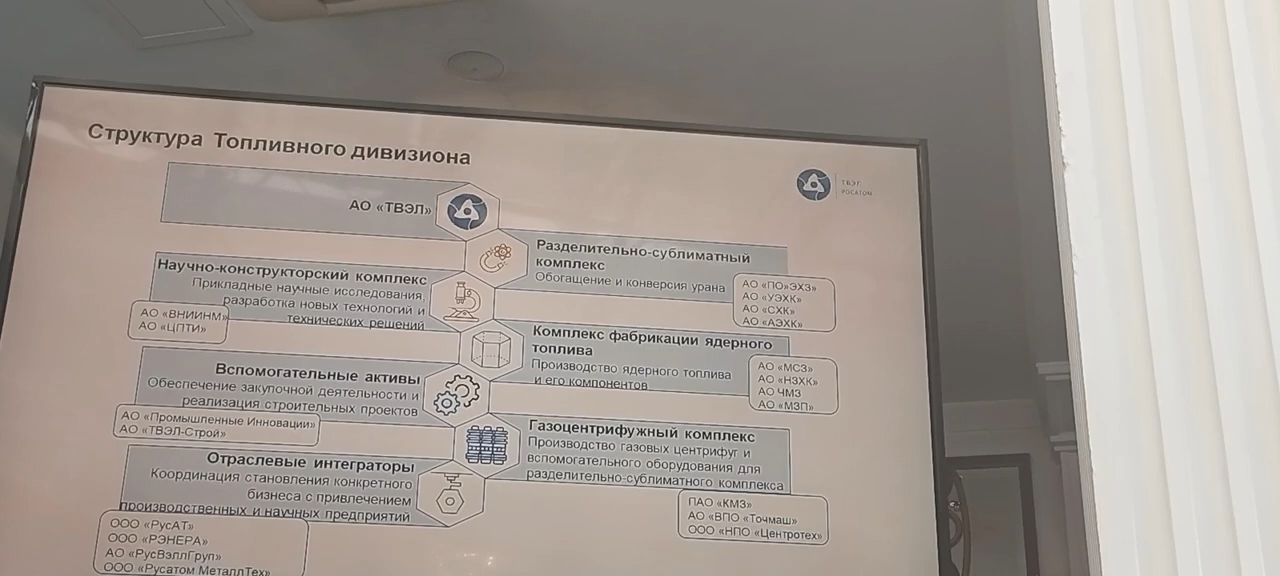 Структура Топливного дивизиона
ТВЭЛ
РОСАТОМ
АО «ТВЭЛ»
Разделительно-сублиматный
комплекс
Обогащение и конверсия урана
АО «ПО»ЭХЗ»
АО «УЭХК»
АО «СХК»
АО «АЭХК»
Научно-конструкторский комплекс
Прикладные научные исследования,
разработка новых технологий и
технических решений
АО «ВНИИНМ»
АО «ЦПТИ»
Комплекс фабрикации ядерного
топлива
Производство ядерного топлива
и его компонентов
АО «МСЗ»
АО «НЗХК»
АО ЧМЗ
АО «МЗП»
Вспомогательные активы
Обеспечение закупочной деятельности и
реализация строительных проектов
АО «Промышленные Инновации»
АО «ТВЭЛ-Строй»
Газоцентрифужный комплекс
Производство газовых центрифуг и
вспомогательного оборудования для
разделительно-сублиматного комплекса
ПАО «КМЗ»
АО «ВПО «Точмаш»
ООО «НПО «Центротех»
Отраслевые интеграторы
Координация становления конкретного
бизнеса с привлечением
производственных и научных предприятий
ООО «РусАТ»
ООО «РЭНЕРА»
АО «РусВэллГруп»
ООО «Русатом МеталлТех»